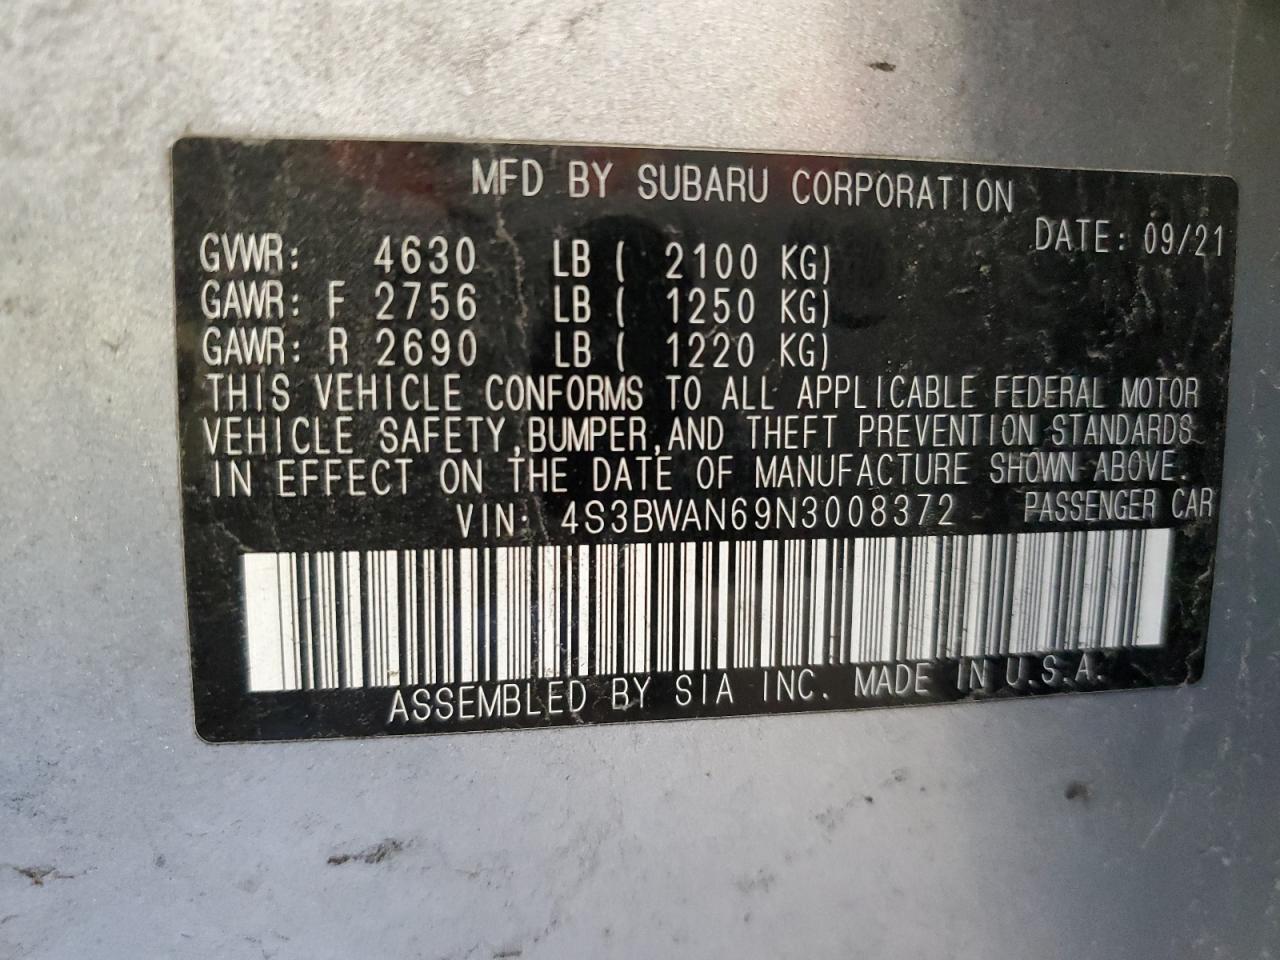 MFD BY SUBARU CORPORATION
DATE: 09/21
GVWR: 4630 LB ( 2100 KG)
GAWR: F 2756 LB ( 1250 KG)
GAWR: R 2690 LB ( 1220 KG)
THIS VEHICLE CONFORMS TO ALL APPLICABLE FEDERAL MOTOR
VEHICLE SAFETY,BUMPER,AND THEFT PREVENTION STANDARDS
IN EFFECT ON THE DATE OF MANUFACTURE SHOWN ABOVE.
VIN: 4S3BWAN69N3008372 PASSENGER CAR
ASSEMBLED BY SIA INC. MADE IN U.S.A.